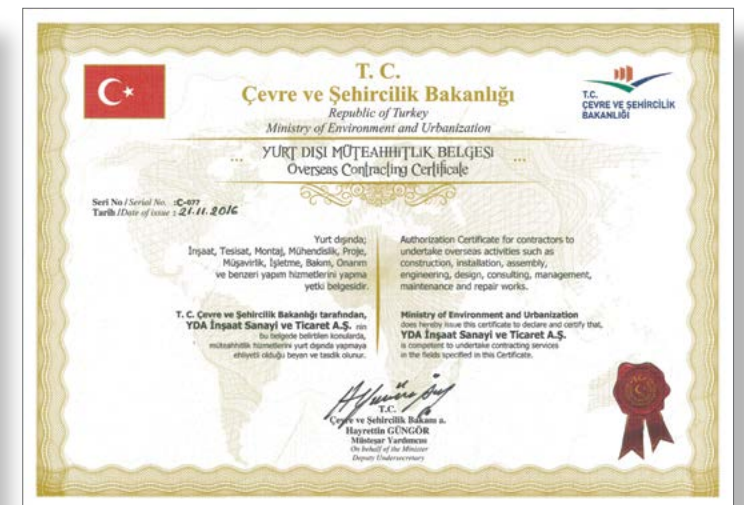 T. C.
Çevre ve Şehircilik Bakanlığı
Republic of Turkey
Ministry of Environment and Urbanization
T.C.
ÇEVRE VE ŞEHİRCİLİK
BAKANLIĞI
... YURT DIŞI MÜTEAHHİTLİK BELGESİ ...
Overseas Contracting Certificate
Seri No / Serial No. :C-077
Tarih / Date of issue : 21.11.2016
Yurt dışında;
İnşaat, Tesisat, Montaj, Mühendislik, Proje,
Müşavirlik, İşletme, Bakım, Onarım
ve benzeri yapım hizmetlerini yapma
yetki belgesidir.
T. C. Çevre ve Şehircilik Bakanlığı tarafından,
YDA İnşaat Sanayi ve Ticaret A.Ş. nin
bu belgede belirtilen konularda,
müteahhitlik hizmetlerini yurt dışında yapmaya
ehliyetli olduğu beyan ve tasdik olunur.
Authorization Certificate for contractors to
undertake overseas activities such as
construction, installation, assembly,
engineering, design, consulting, management,
maintenance and repair works.
Ministry of Environment and Urbanization
does hereby issue this certificate to declare and certify that,
YDA İnşaat Sanayi ve Ticaret A.Ş.
is competent to undertake contracting services
in the fields specified in this Certificate.
T.C.
Çevre ve Şehircilik Bakanı a.
Hayrettin GÜNGÖR
Müsteşar Yardımcısı
On behalf of the Minister
Deputy Undersecretary